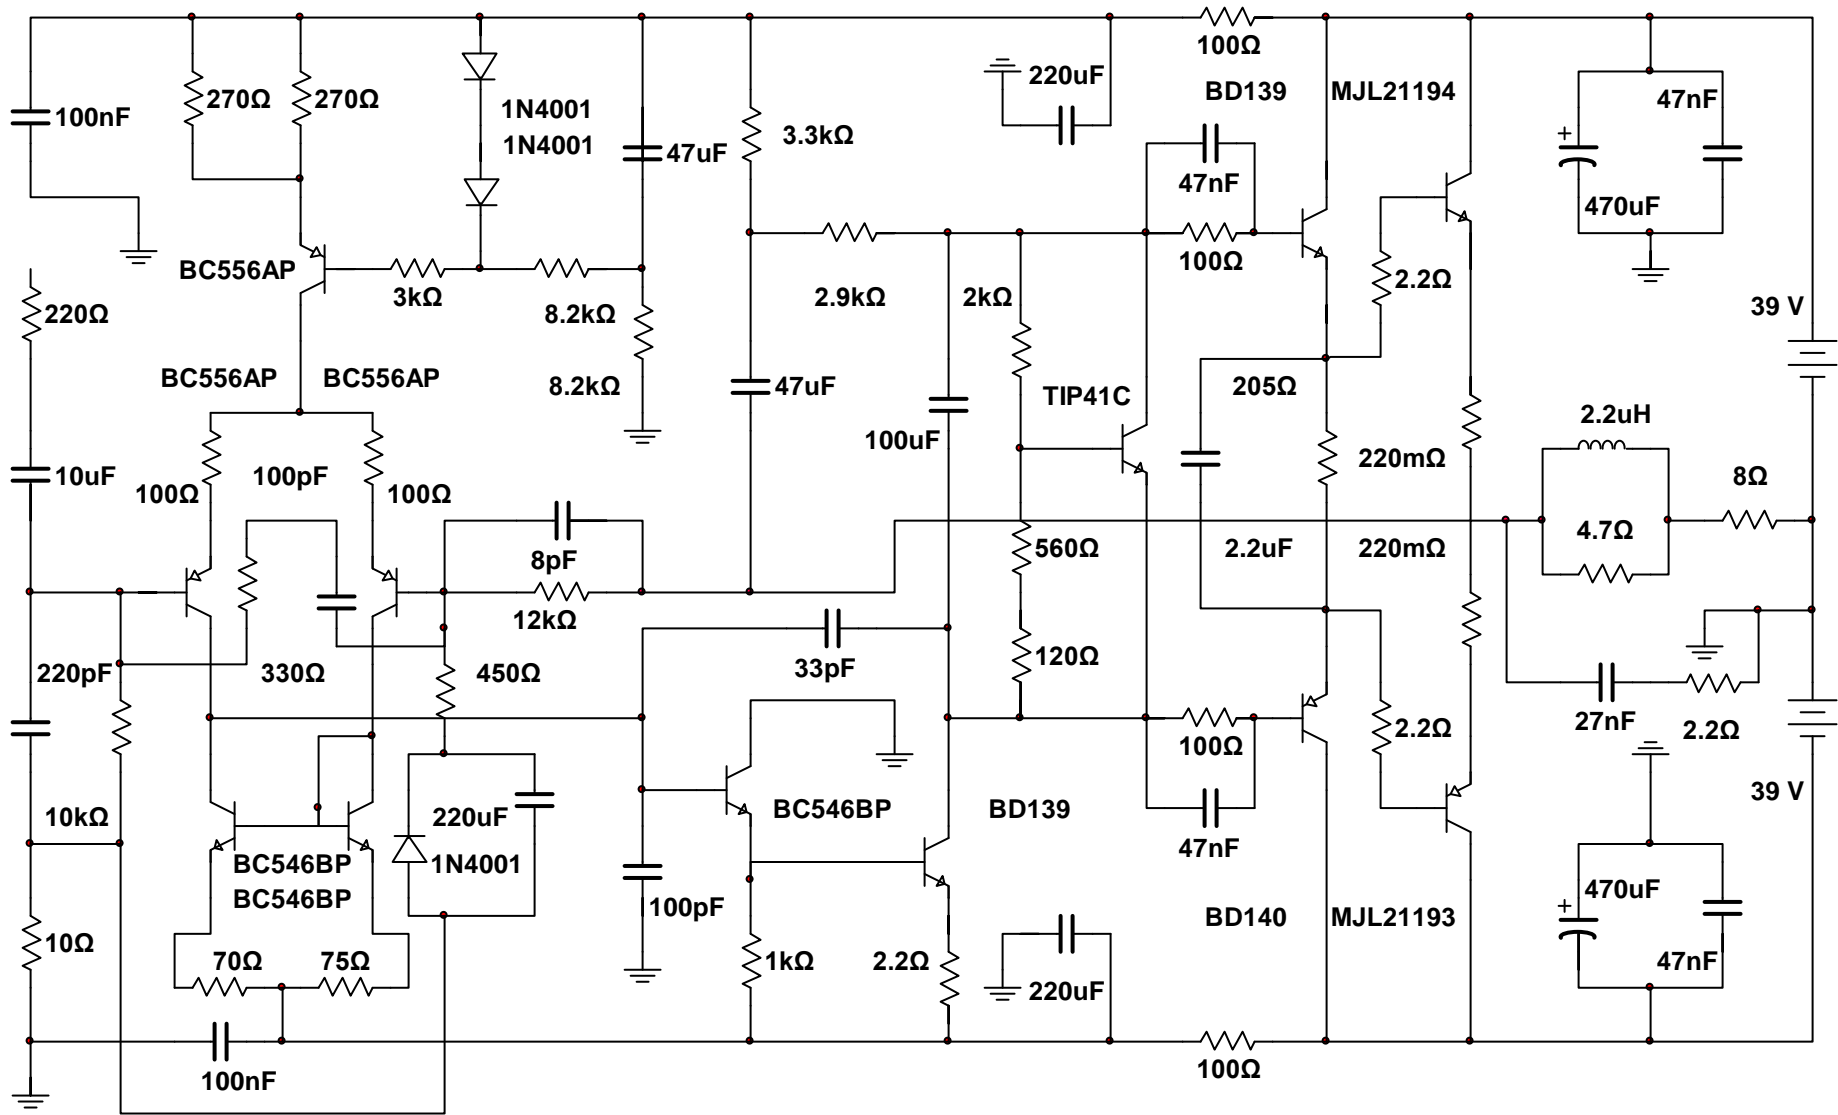 100Ω
220uF
BD139
MJL21194
47nF
270Ω
270Ω
1N4001
1N4001
100nF
47uF
3.3kΩ
47nF
470uF
100Ω
BC556AP
3kΩ
8.2kΩ
2.9kΩ
2kΩ
2.2Ω
39 V
220Ω
BC556AP
BC556AP
8.2kΩ
47uF
TIP41C
205Ω
2.2uH
100uF
10uF
100pF
100Ω
100Ω
220mΩ
8Ω
8pF
560Ω
2.2uF
220mΩ
4.7Ω
12kΩ
220pF
330Ω
450Ω
33pF
120Ω
100Ω
2.2Ω
27nF
2.2Ω
39 V
10kΩ
220uF
BC546BP
BD139
1N4001
47nF
BC546BP
BC546BP
100pF
BD140
MJL21193
470uF
10Ω
70Ω
75Ω
1kΩ
2.2Ω
220uF
47nF
100Ω
100nF